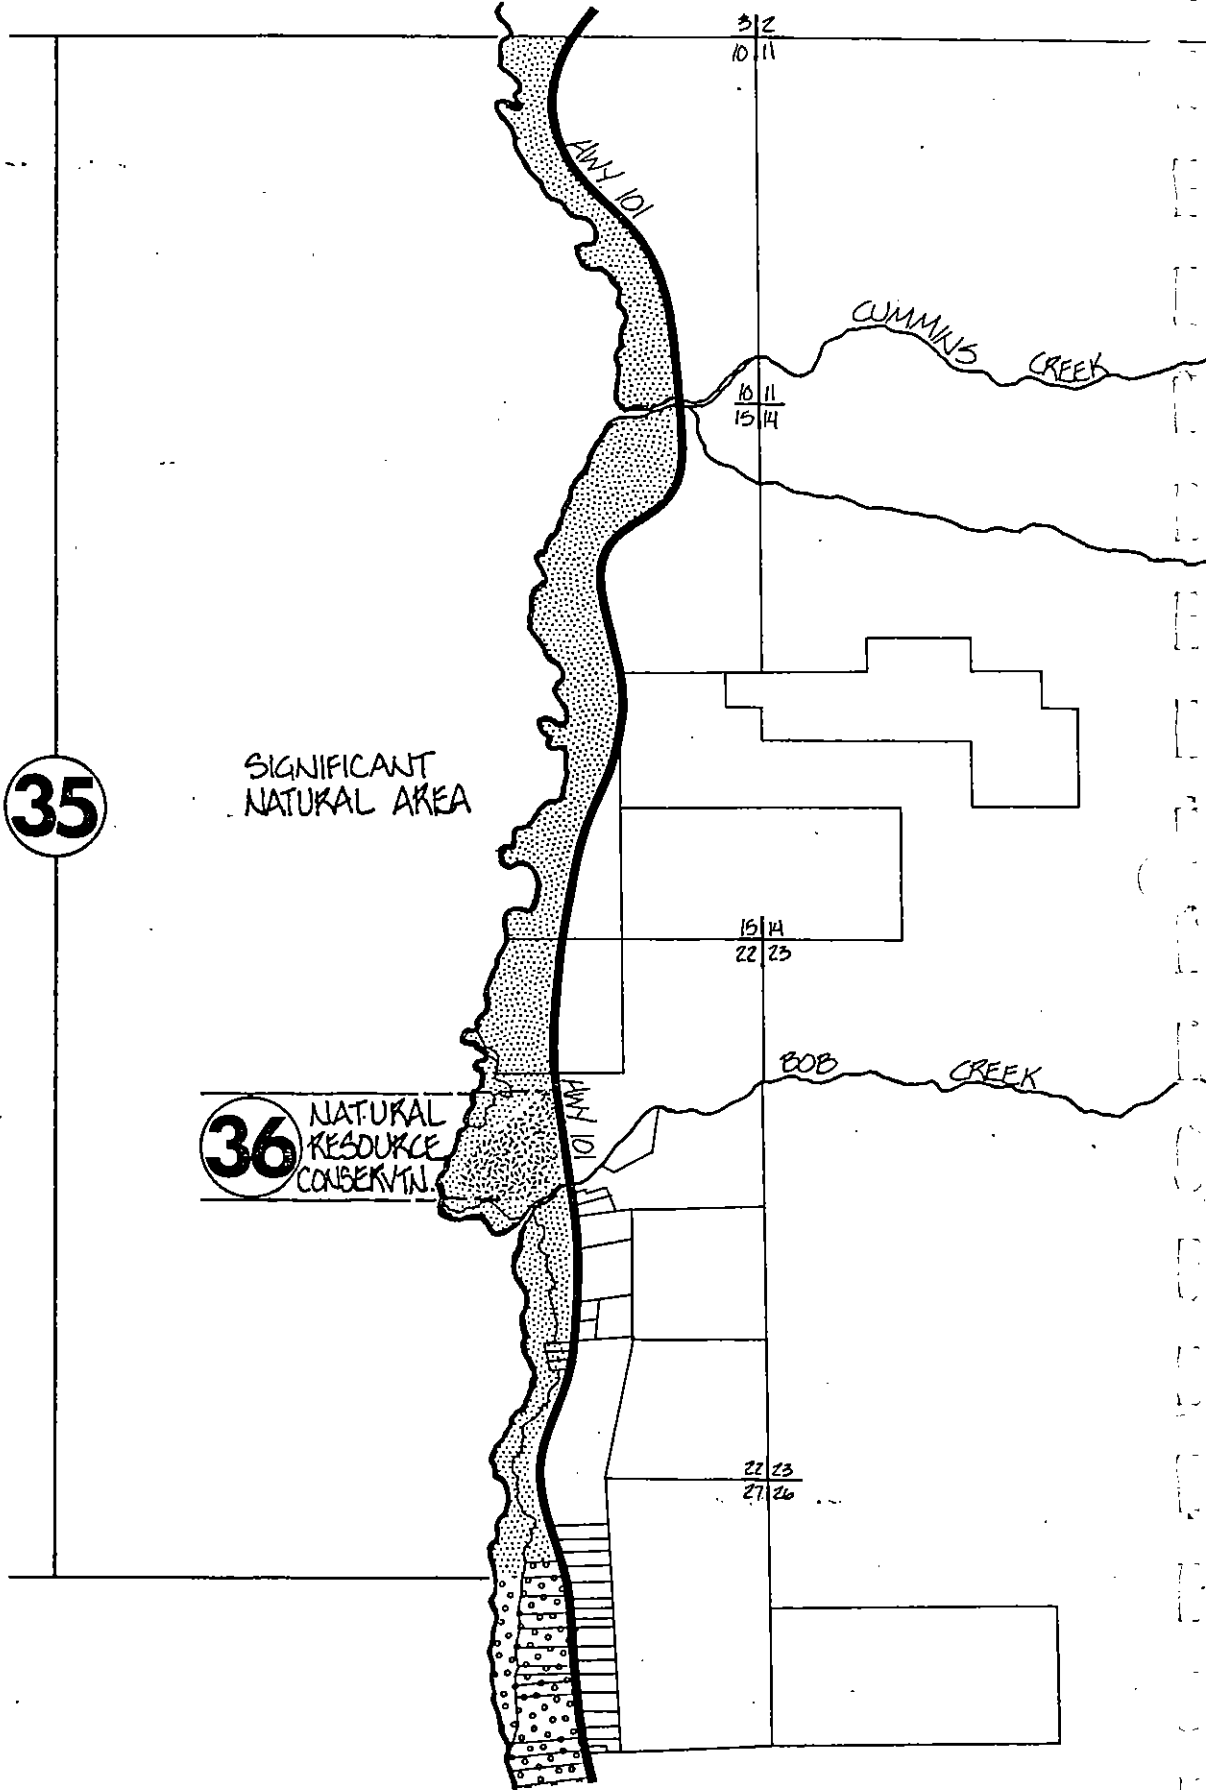 3 2
10 11
HWY 101
CUMMINS CREEK
10 11
15 14
SIGNIFICANT
NATURAL AREA
35
15 14
22 23
BOB CREEK
HWY 101
36
NATURAL
RESOURCE
CONSERVTN.
22 23
27 26